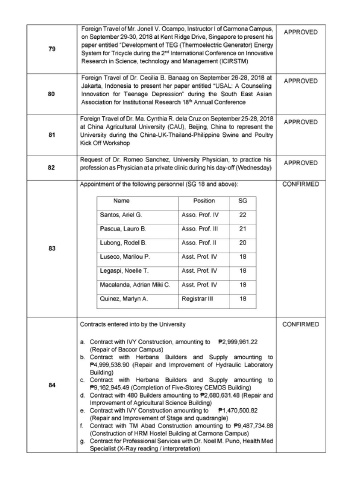 Foreign Travel of Mr. Jonell V. Ocampo, Instructor I of Carmona Campus,
on September 29-30, 2018 at Kent Ridge Drive, Singapore to present his
79 paper entitled "Development of TEG (Thermoelectric Generator) Energy APPROVED
System for Tricycle during the 2nd International Conference on Innovative
Research in Science, technology and Management (ICIRSTM)
Foreign Travel of Dr. Cecilia B. Banaag on September 26-28, 2018 at
80 Jakarta, Indonesia to present her paper entitled "USAL: A Counseling APPROVED
Innovation for Teenage Depression" during the South East Asian
Association for Institutional Research 18th Annual Conference
Foreign Travel of Dr. Ma. Cynthia R. dela Cruz on September 25-28, 2018
81 at China Agricultural University (CAU), Beijing, China to represent the APPROVED
University during the China-UK-Thailand-Philippine Swine and Poultry
Kick Off Workshop
82 Request of Dr. Romeo Sanchez, University Physician, to practice his APPROVED
profession as Physician at a private clinic during his day-off (Wednesday)
83 Appointment of the following personnel (SG 18 and above): CONFIRMED
Name Position SG
Santos, Ariel G. Asso. Prof. IV 22
Pascua, Lauro B. Asso. Prof. III 21
Lubong, Rodel B. Asso. Prof. II 20
Luseco, Marilou P. Asst. Prof. IV 18
Legaspi, Noelle T. Asst. Prof. IV 18
Macalanda, Adrian Miki C. Asst. Prof. IV 18
Quinez, Marlyn A. Registrar III 18
84 Contracts entered into by the University CONFIRMED
a. Contract with IVY Construction, amounting to ₱2,999,961.22
(Repair of Bacoor Campus)
b. Contract with Herbana Builders and Supply amounting to
₱4,999,538.90 (Repair and Improvement of Hydraulic Laboratory
Building)
c. Contract with Herbana Builders and Supply amounting to
₱9,162,945.49 (Completion of Five-Storey CEMDS Building)
d. Contract with 480 Builders amounting to ₱2,680,631.48 (Repair and
Improvement of Agricultural Science Building)
e. Contract with IVY Construction amounting to ₱1,470,500.82
(Repair and Improvement of Stage and quadrangle)
f. Contract with TM Abad Construction amounting to ₱9,487,734.88
(Construction of HRM Hostel Building at Carmona Campus)
g. Contract for Professional Services with Dr. Noel M. Puno, Health Med
Specialist (X-Ray reading / interpretation)